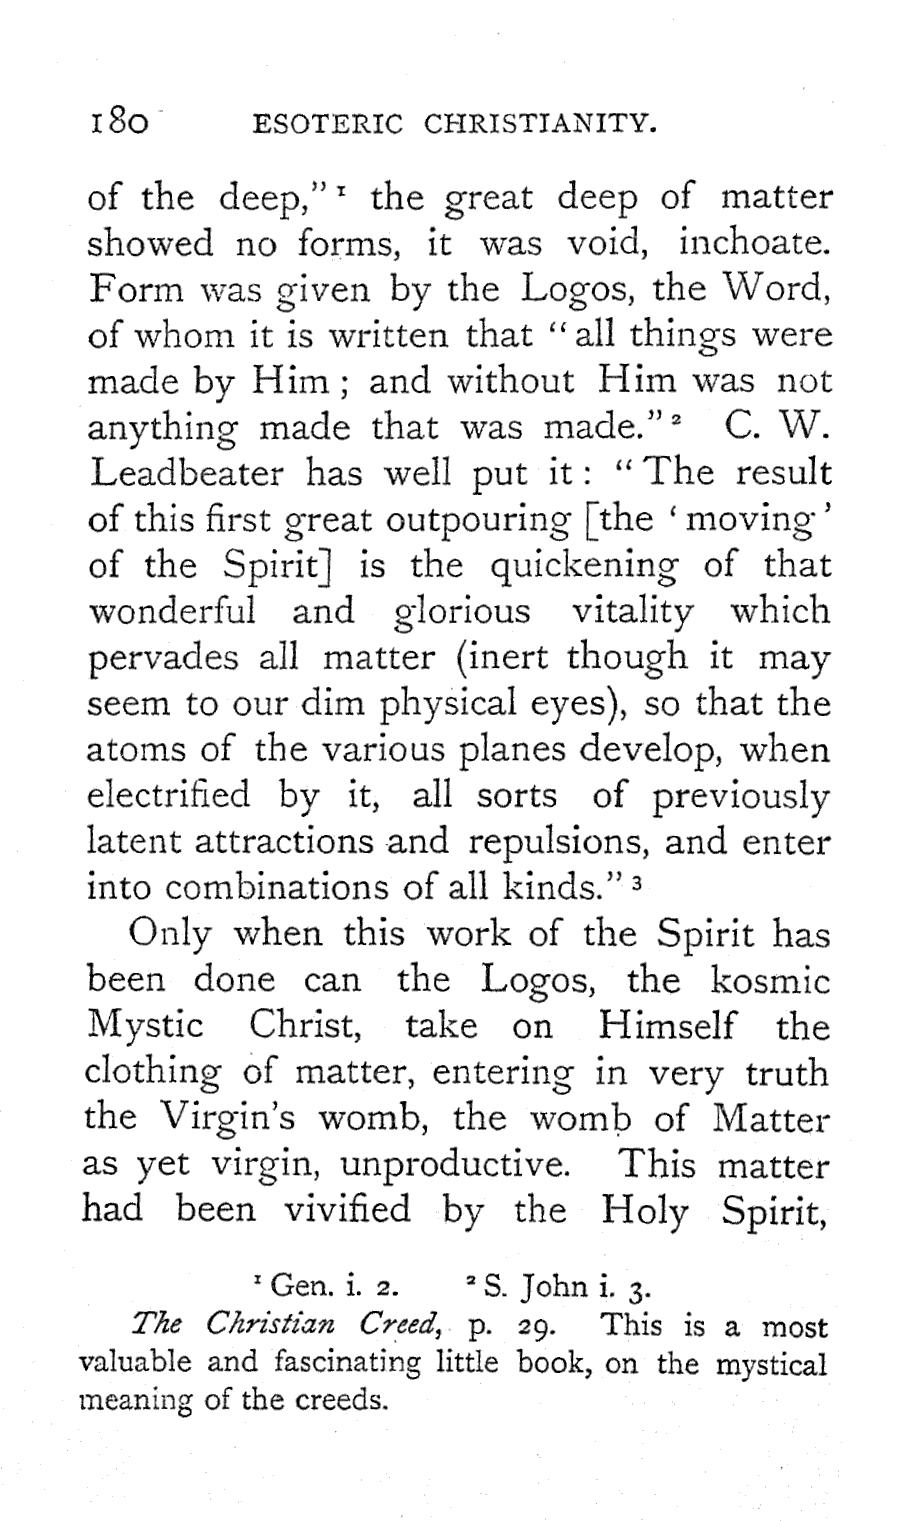 180 ESOTERIC CHRISTIANITY.
of the deep,” ¹ the great deep of matter
showed no forms, it was void, inchoate.
Form was given by the Logos, the Word,
of whom it is written that “ all things were
made by Him ; and without Him was not
anything made that was made.” ² C. W.
Leadbeater has well put it : “ The result
of this first great outpouring [the ‘ moving ’
of the Spirit] is the quickening of that
wonderful and glorious vitality which
pervades all matter (inert though it may
seem to our dim physical eyes), so that the
atoms of the various planes develop, when
electrified by it, all sorts of previously
latent attractions and repulsions, and enter
into combinations of all kinds.” ³
Only when this work of the Spirit has
been done can the Logos, the kosmic
Mystic Christ, take on Himself the
clothing of matter, entering in very truth
the Virgin’s womb, the womb of Matter
as yet virgin, unproductive. This matter
had been vivified by the Holy Spirit,
¹ Gen. i. 2. ² S. John i. 3.
The Christian Creed, p. 29. This is a most
valuable and fascinating little book, on the mystical
meaning of the creeds.